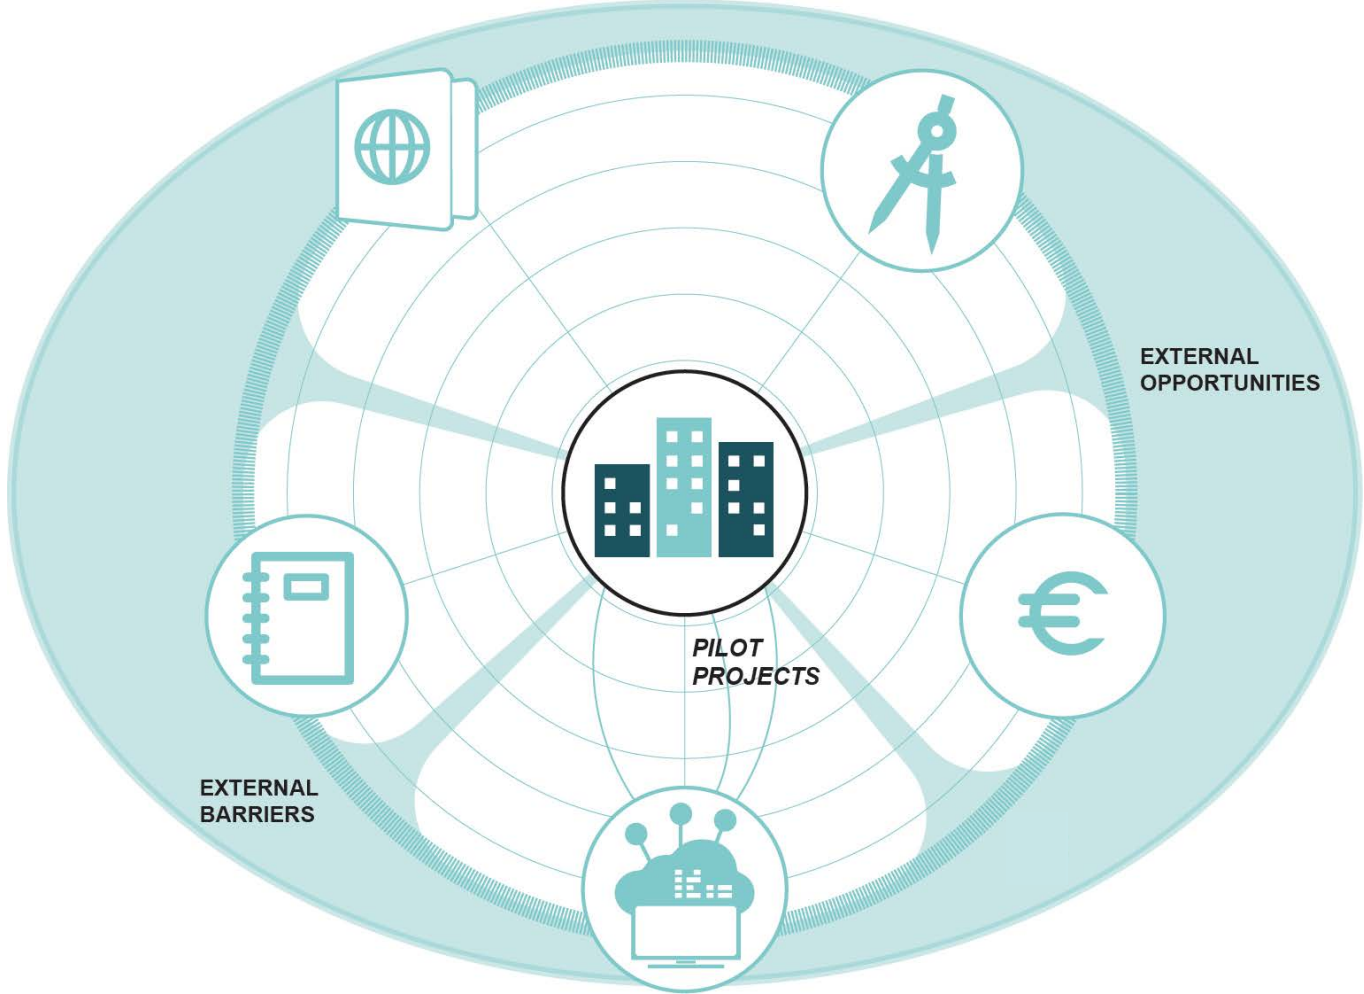 EXTERNAL
OPPORTUNITIES
PILOT
PROJECTS
EXTERNAL
BARRIERS